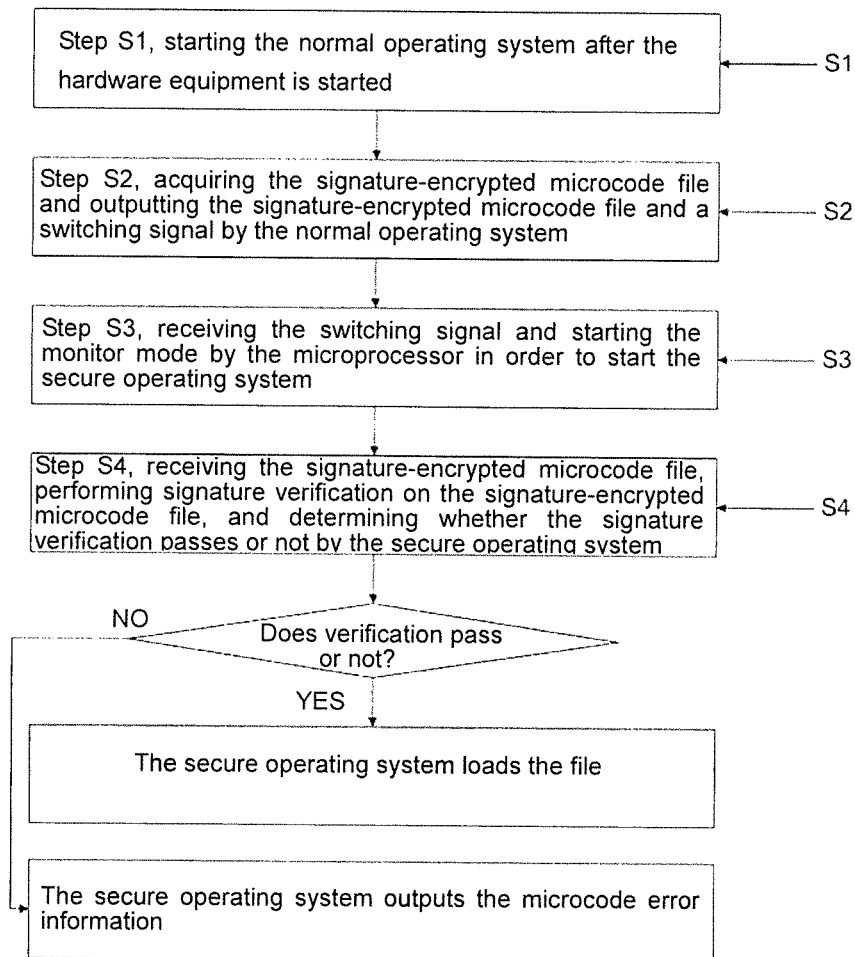 Step S1, starting the normal operating system after the
hardware equipment is started
S1
Step S2, acquiring the signature-encrypted microcode file
and outputting the signature-encrypted microcode file and a
switching signal by the normal operating system
S2
Step S3, receiving the switching signal and starting the
monitor mode by the microprocessor in order to start the
secure operating system
S3
Step S4, receiving the signature-encrypted microcode file,
performing signature verification on the signature-encrypted
microcode file, and determining whether the signature
verification passes or not by the secure operating system
S4
NO
Does verification pass
or not?
YES
The secure operating system loads the file
The secure operating system outputs the microcode error
information